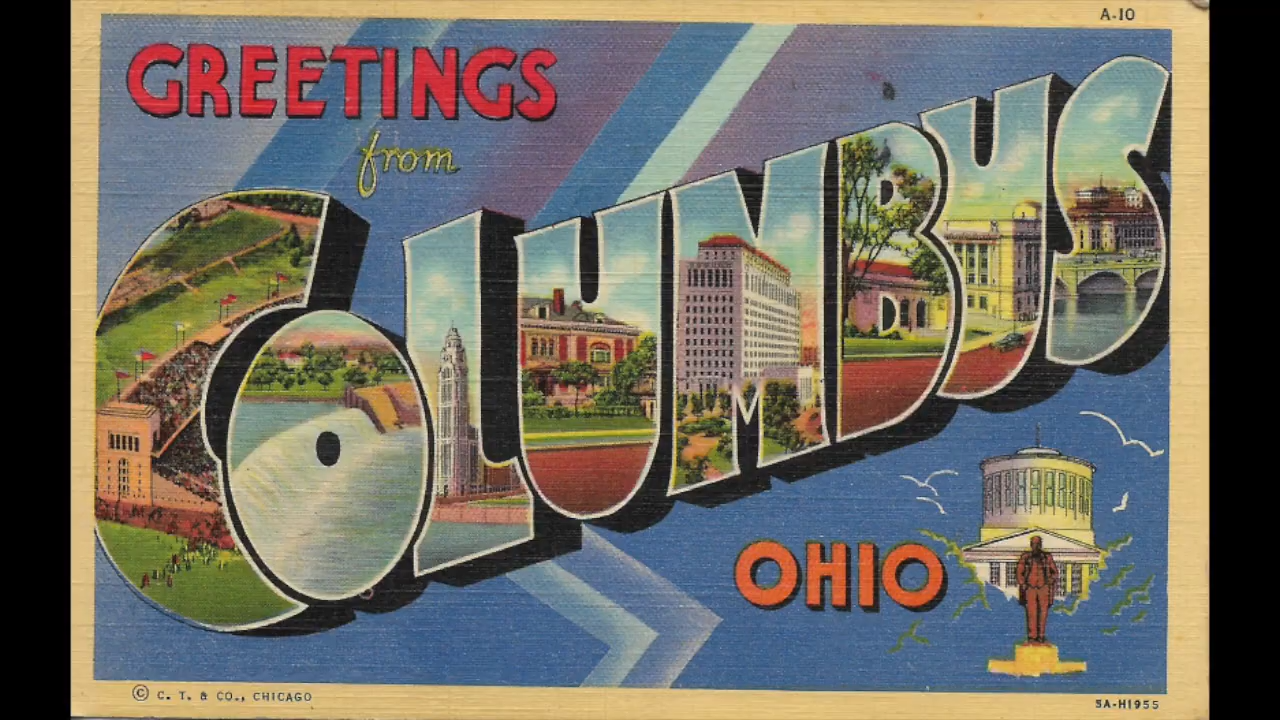 A-10
GREETINGS
from
COLUMBUS
OHIO
© C. T. & CO., CHICAGO
5A-H1955